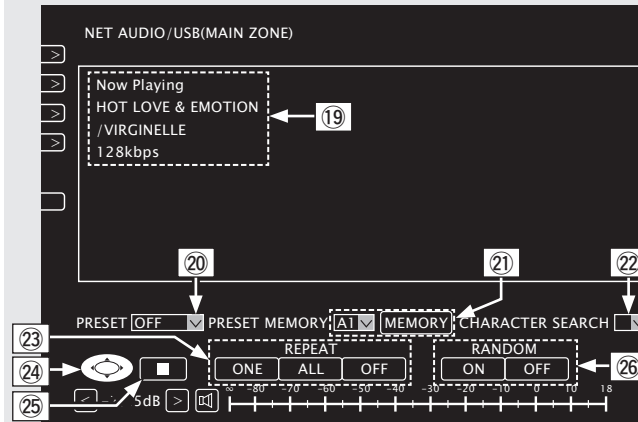 NET AUDIO/USB(MAIN ZONE)
>
>
>
>
Now Playing
HOT LOVE & EMOTION
/VIRGINELLE
128kbps
⑲
⑳ ㉑ ㉒
PRESET OFF PRESET MEMORY A1 MEMORY CHARACTER SEARCH
㉓ REPEAT RANDOM
㉔ ONE ALL OFF ON OFF ㉖
㉕
∞ -80 -70 -60 -50 -40 -30 -20 -10 0 10 18
< 5dB >